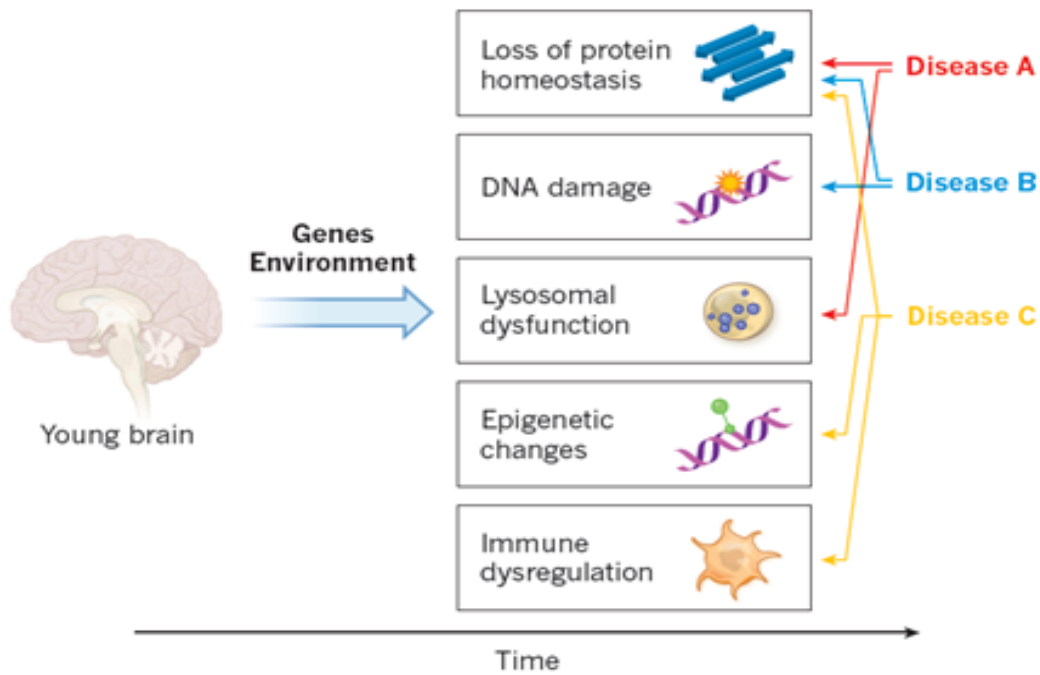 Loss of protein
homeostasis
Disease A
DNA damage
Disease B
Genes
Environment
Lysosomal
dysfunction
Disease C
Young brain
Epigenetic
changes
Immune
dysregulation
Time